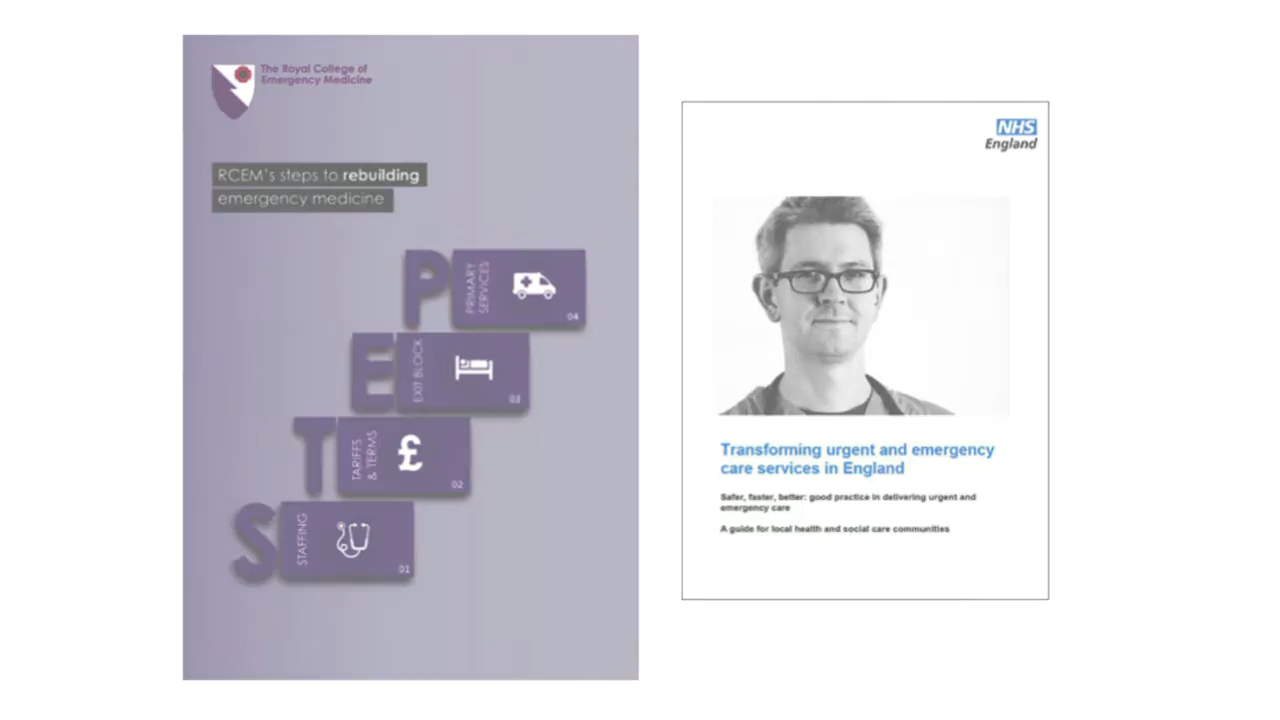 The Royal College of
Emergency Medicine
RCEM's steps to rebuilding
emergency medicine
P
PRIMARY
SERVICES
04
E
EXIT BLOCK
03
T
TARIFFS
& TERMS
£
02
S
STAFFING
01
NHS
England
Transforming urgent and emergency
care services in England
Safer, faster, better: good practice in delivering urgent and
emergency care
A guide for local health and social care communities